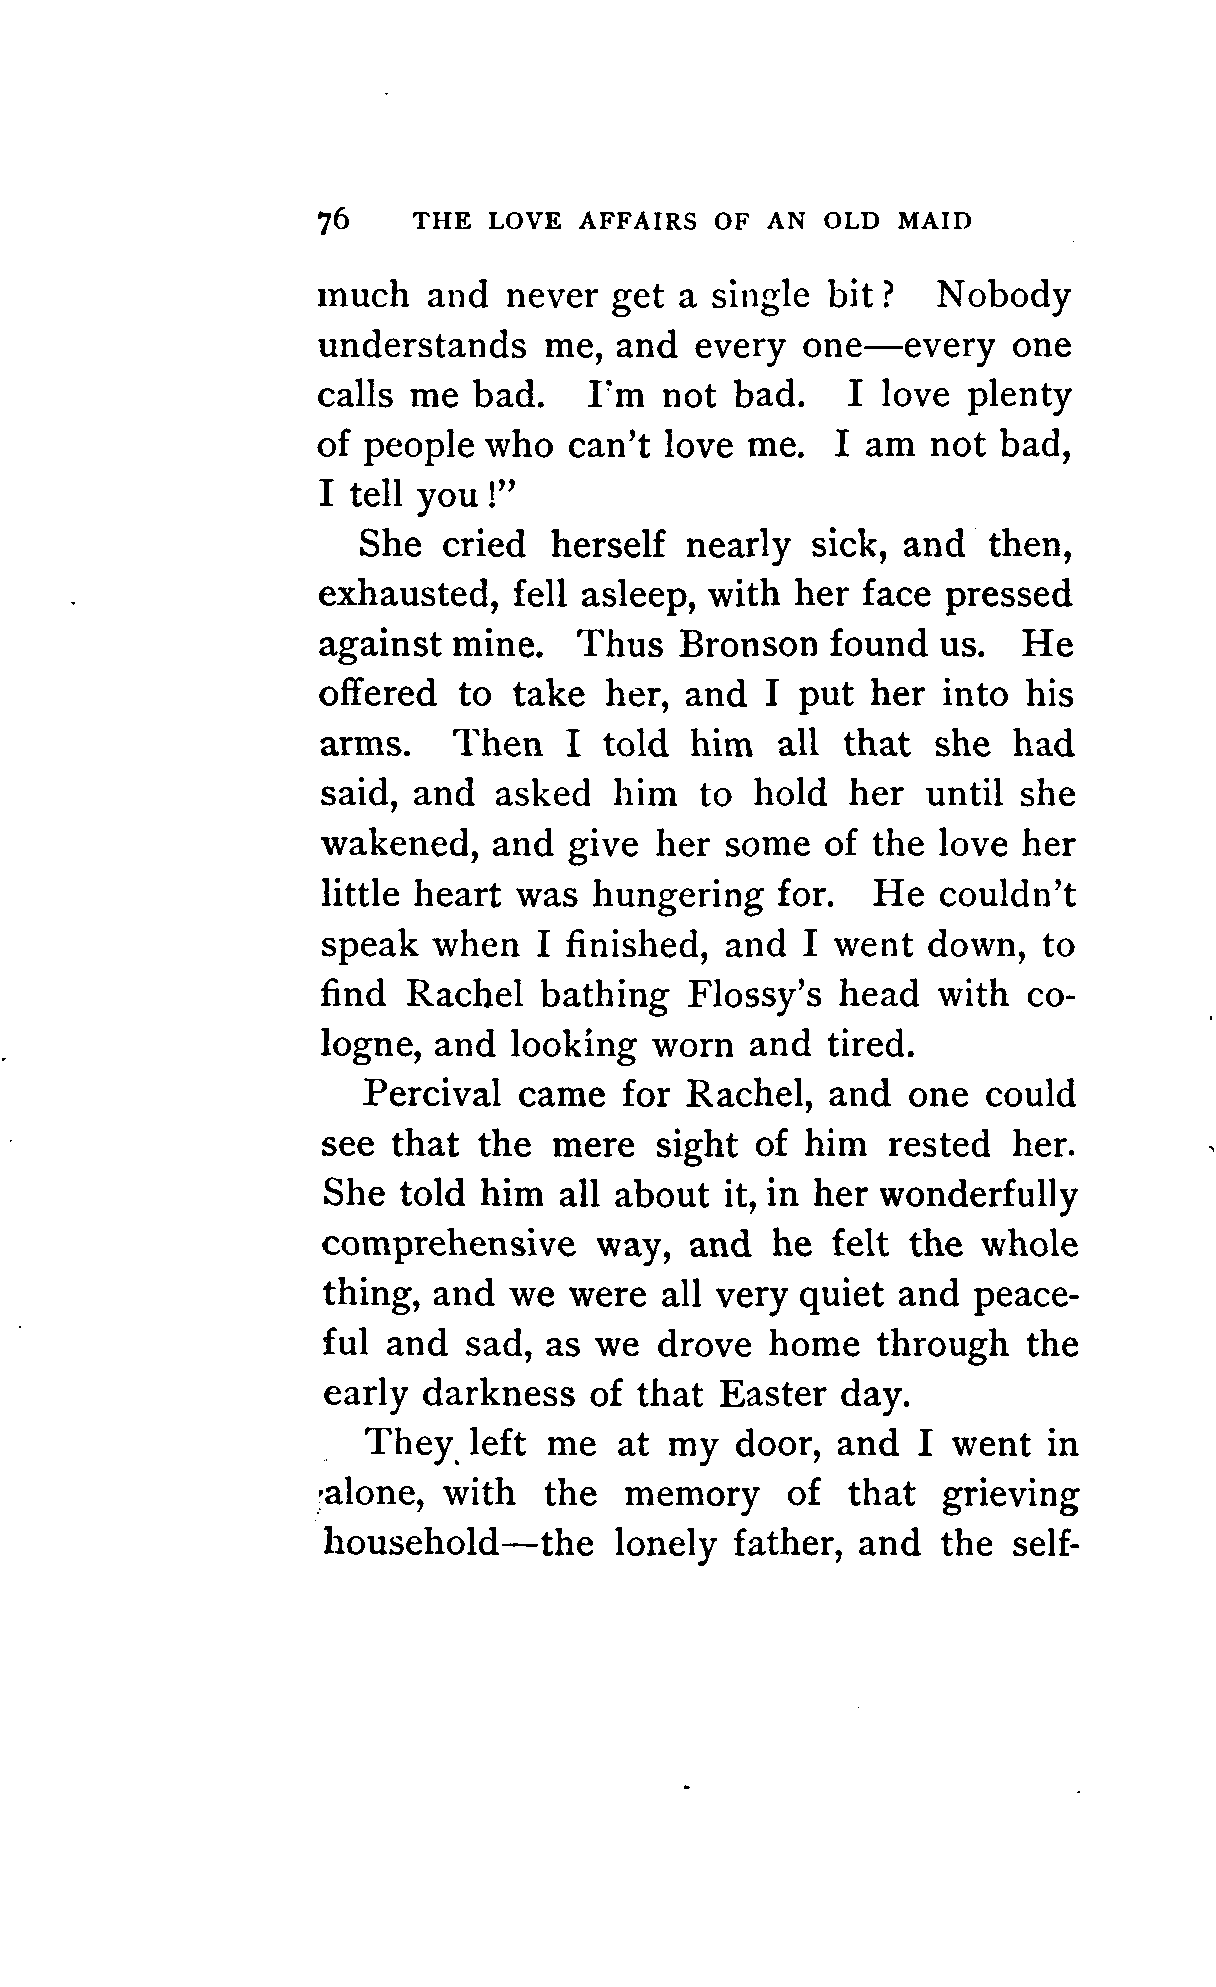 76 THE LOVE AFFAIRS OF AN OLD MAID
much and never get a single bit? Nobody
understands me, and every one—every one
calls me bad. I'm not bad. I love plenty
of people who can't love me. I am not bad,
I tell you!"
She cried herself nearly sick, and then,
exhausted, fell asleep, with her face pressed
against mine. Thus Bronson found us. He
offered to take her, and I put her into his
arms. Then I told him all that she had
said, and asked him to hold her until she
wakened, and give her some of the love her
little heart was hungering for. He couldn't
speak when I finished, and I went down, to
find Rachel bathing Flossy's head with co-
logne, and looking worn and tired.
Percival came for Rachel, and one could
see that the mere sight of him rested her.
She told him all about it, in her wonderfully
comprehensive way, and he felt the whole
thing, and we were all very quiet and peace-
ful and sad, as we drove home through the
early darkness of that Easter day.
They left me at my door, and I went in
alone, with the memory of that grieving
household—the lonely father, and the self-